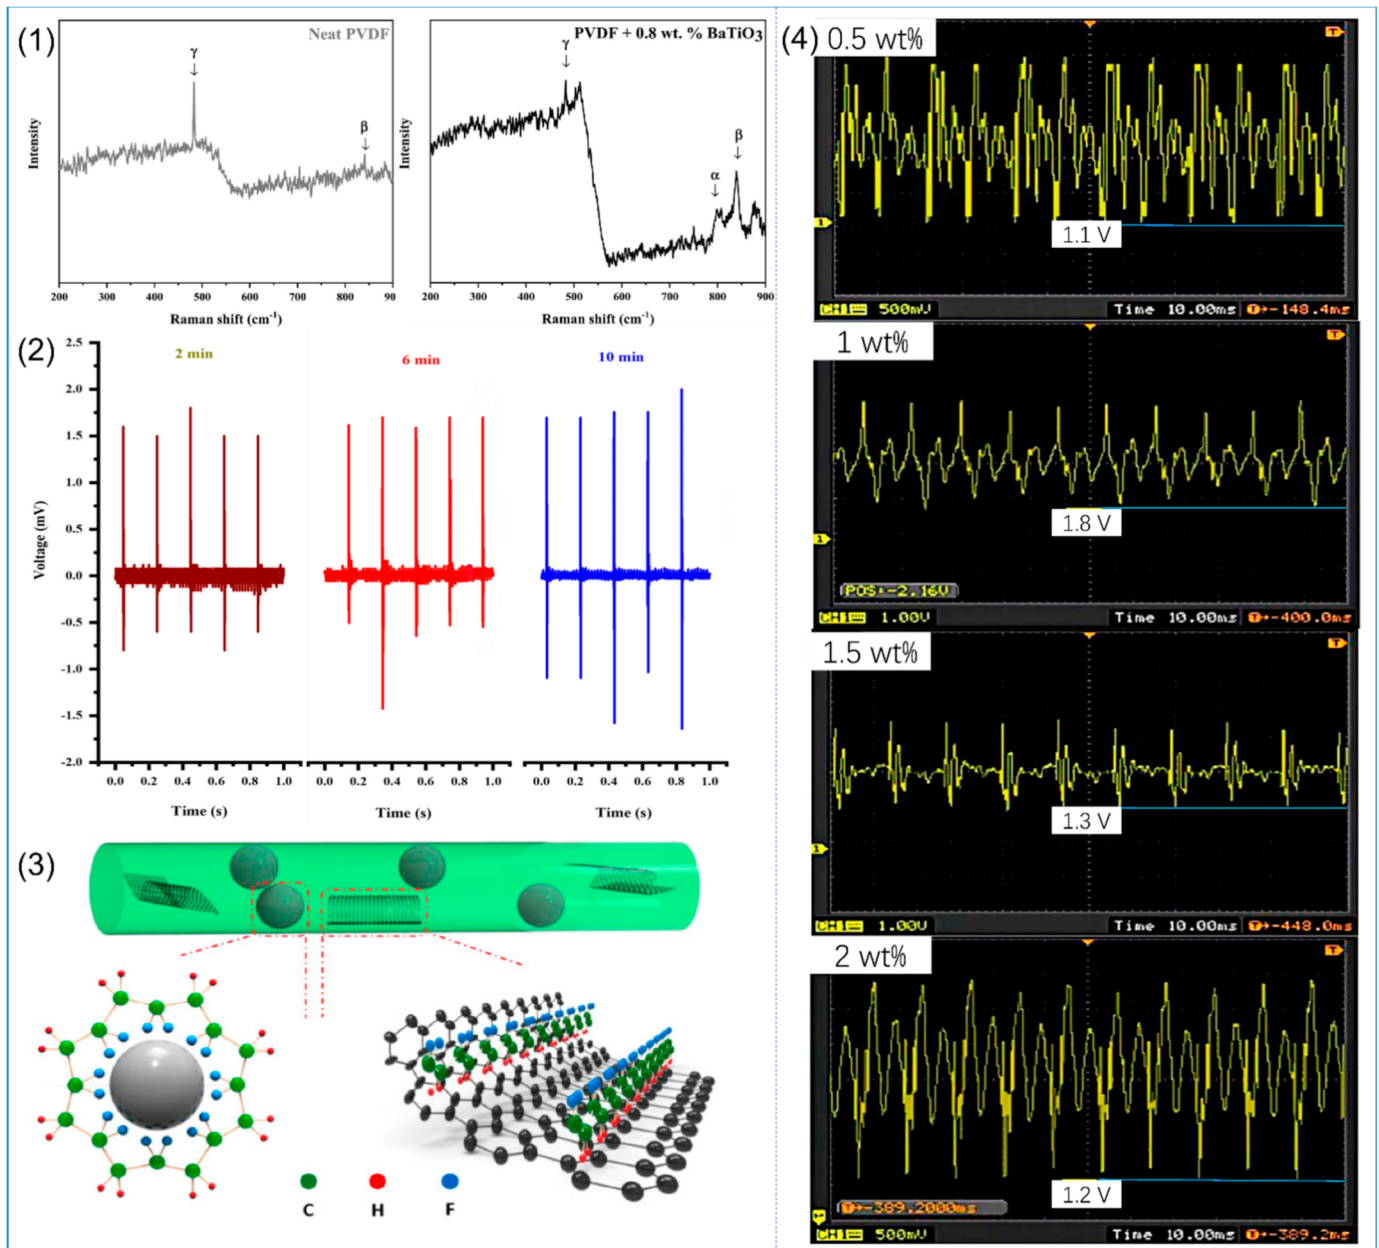 (1)
Neat PVDF
γ
β
Intensity
200 300 400 500 600 700 800 90
Raman shift (cm⁻¹)
PVDF + 0.8 wt. % BaTiO₃
γ
β
α
Intensity
200 300 400 500 600 700 800 900
Raman shift (cm⁻¹)
(2)
2 min
6 min
10 min
2.5
2.0
1.5
1.0
0.5
0.0
-0.5
-1.0
-1.5
-2.0
Voltage (mV)
0.0 0.2 0.4 0.6 0.8 1.0
0.0 0.2 0.4 0.6 0.8 1.0
0.0 0.2 0.4 0.6 0.8 1.0
Time (s)
Time (s)
Time (s)
(3)
C H F
(4)
0.5 wt%
T
1
1.1 V
CH1 500mV Time 10.00ms T→-148.4ms
1 wt%
T
1.8 V
1
POS:-2.16V
CH1 1.00V Time 10.00ms T→-400.0ms
1.5 wt%
T
1.3 V
1
CH1 1.00V Time 10.00ms T→-448.0ms
2 wt%
T
1.2 V
T→-389.2000ms
CH1 500mV Time 10.00ms T→-389.2ms